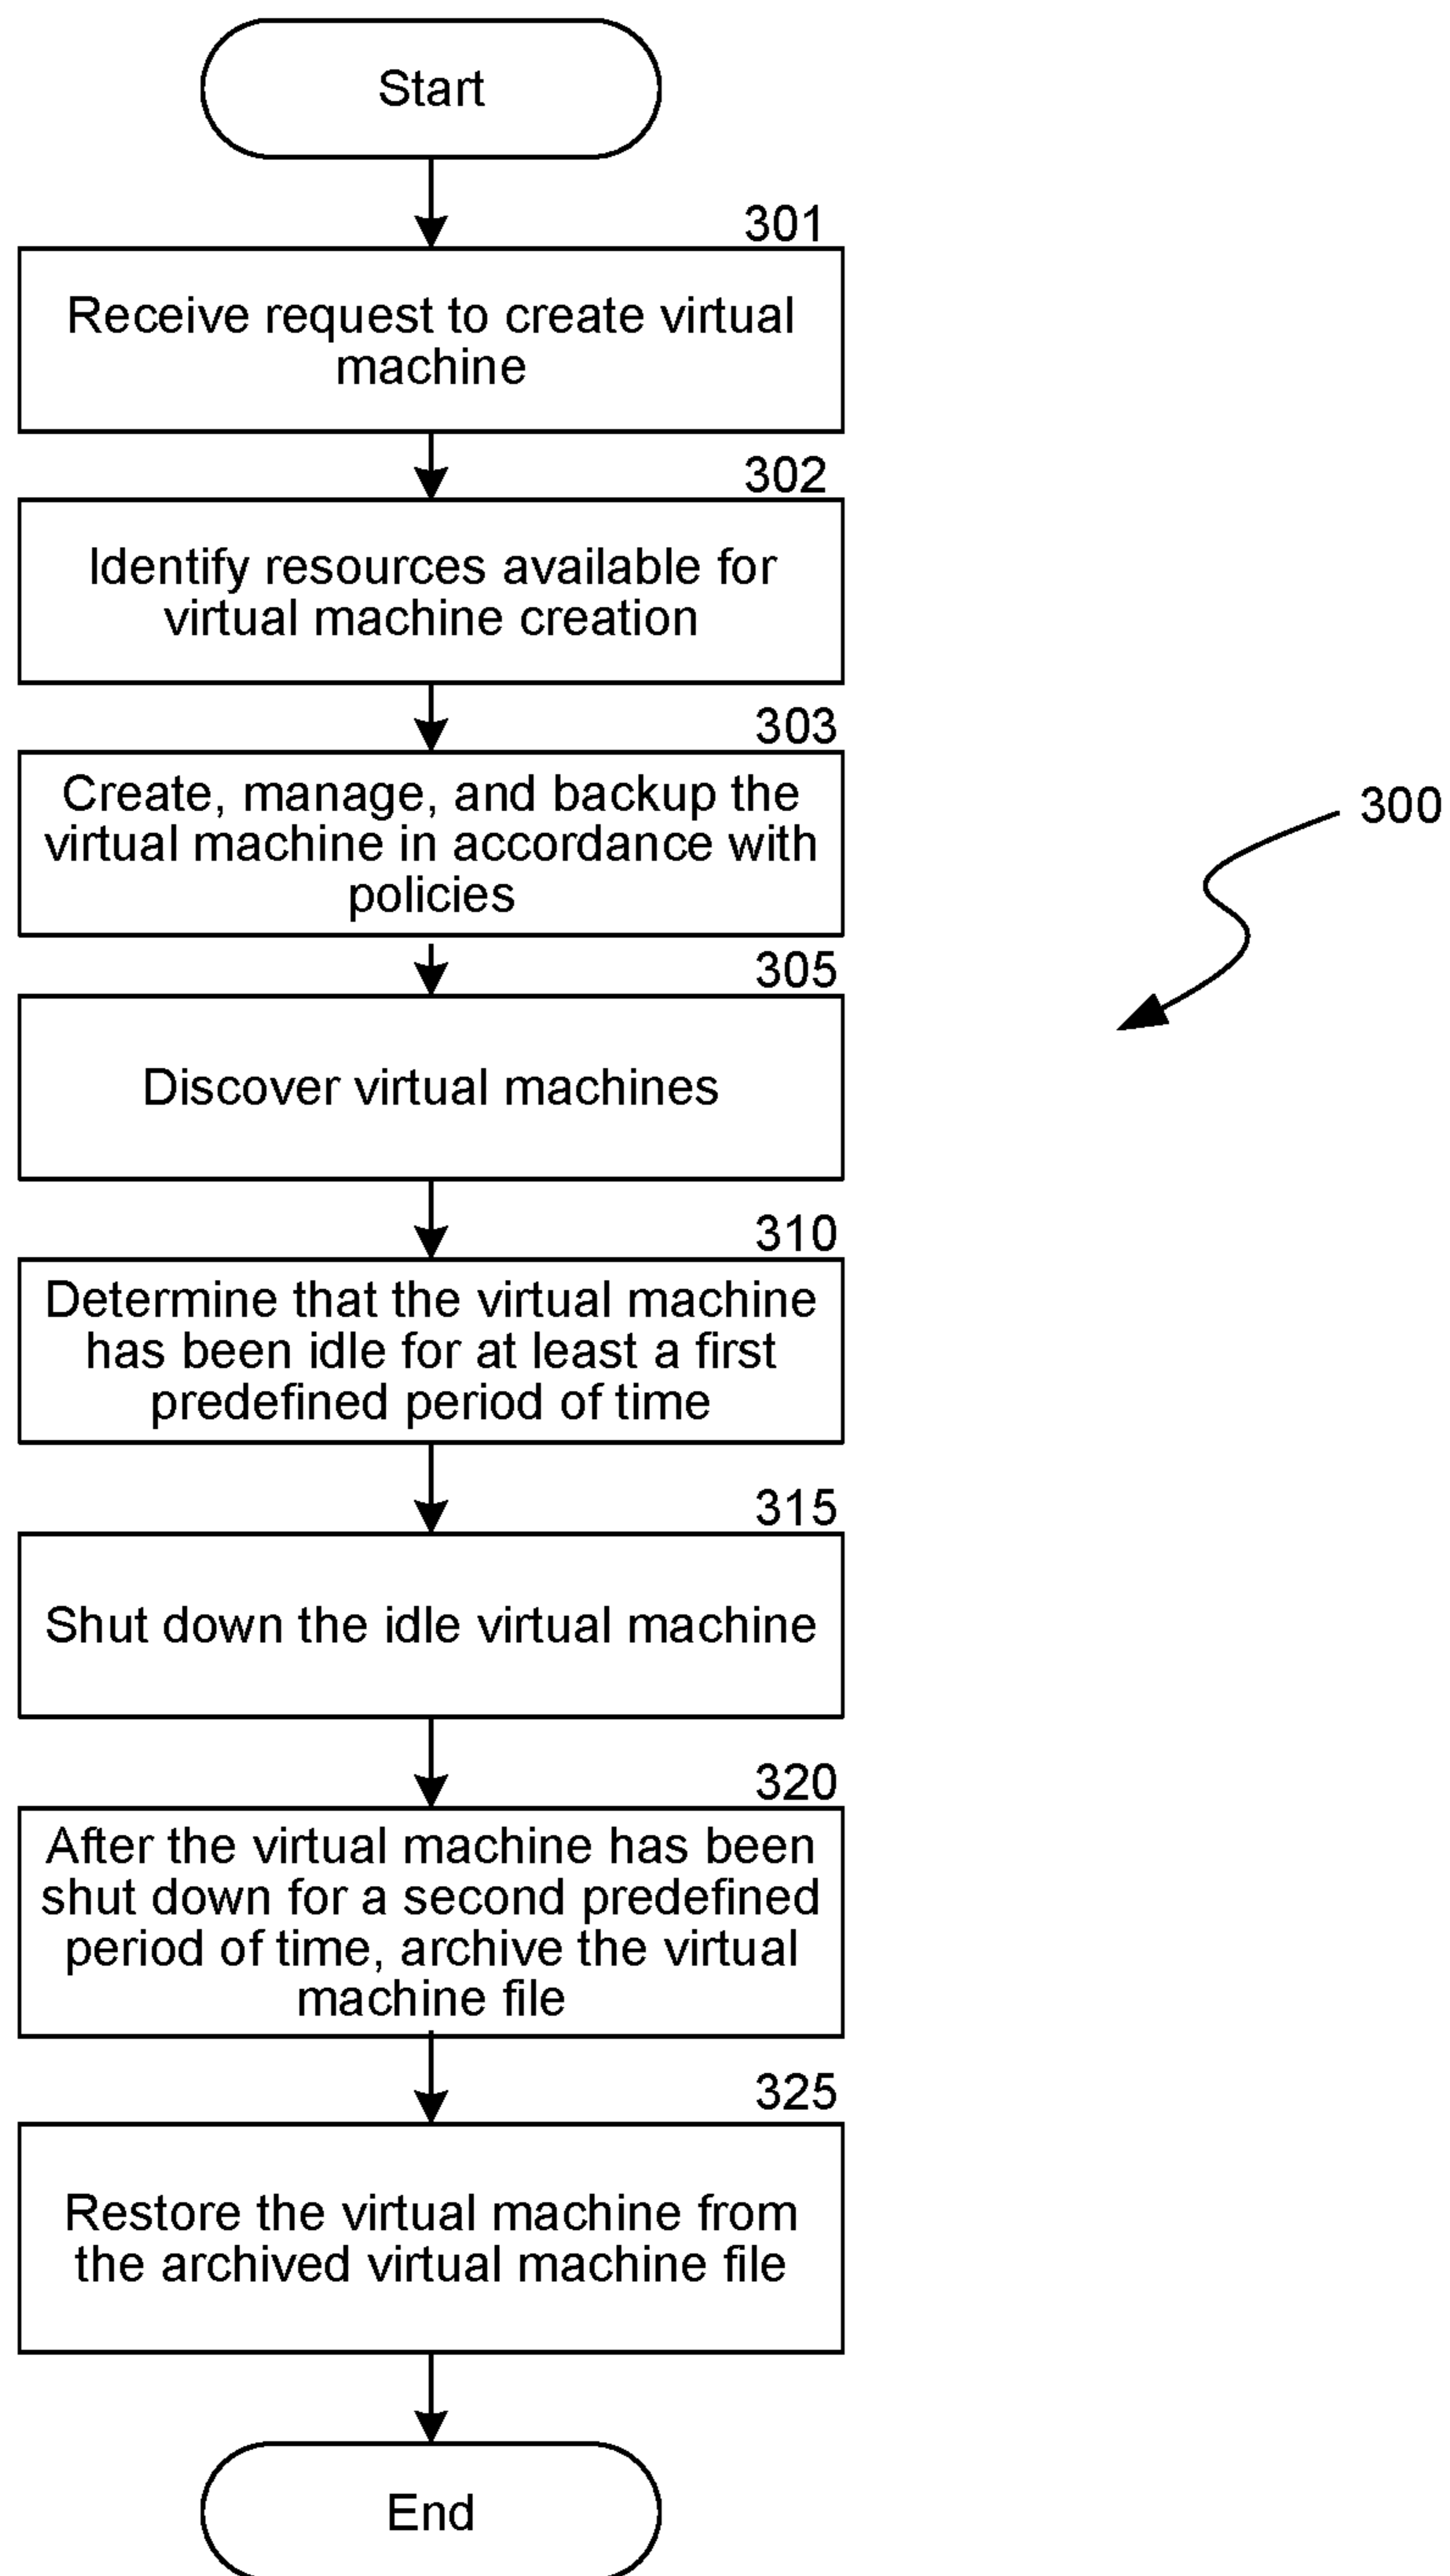 Start
301
Receive request to create virtual
machine
302
Identify resources available for
virtual machine creation
303
Create, manage, and backup the
virtual machine in accordance with
policies
300
305
Discover virtual machines
310
Determine that the virtual machine
has been idle for at least a first
predefined period of time
315
Shut down the idle virtual machine
320
After the virtual machine has been
shut down for a second predefined
period of time, archive the virtual
machine file
325
Restore the virtual machine from
the archived virtual machine file
End